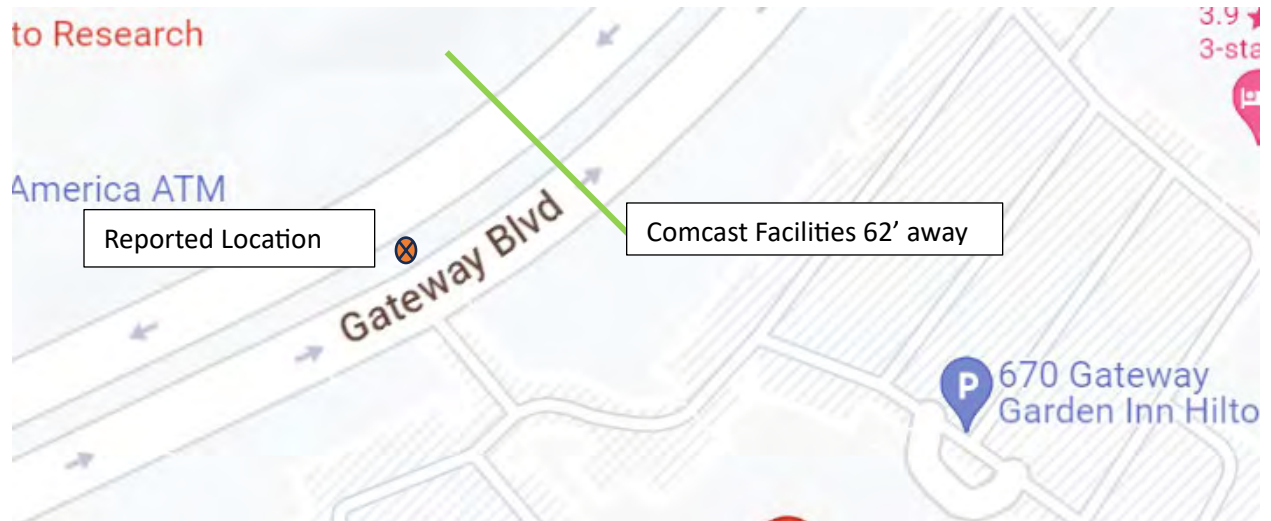 to Research
3.9
3-sta
America ATM
Reported Location
Comcast Facilities 62’ away
Gateway Blvd
P
670 Gateway
Garden Inn Hilto